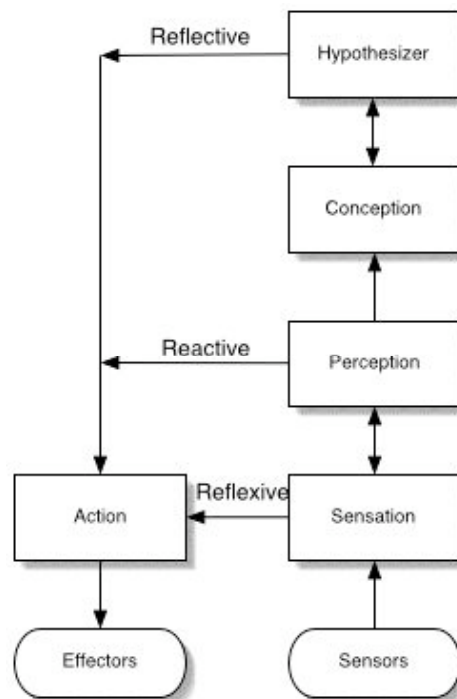 Reflective
Hypothesizer
Conception
Reactive
Perception
Action
Reflexive
Sensation
Effectors
Sensors